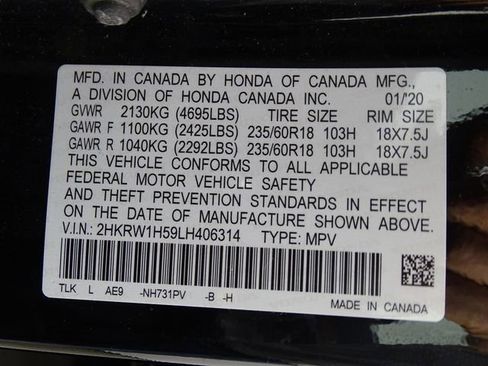 MFD. IN CANADA BY HONDA OF CANADA MFG.,
A DIVISION OF HONDA CANADA INC. 01/20
GVWR 2130KG (4695LBS) TIRE SIZE RIM SIZE
GAWR F 1100KG (2425LBS) 235/60R18 103H 18X7.5J
GAWR R 1040KG (2292LBS) 235/60R18 103H 18X7.5J
THIS VEHICLE CONFORMS TO ALL APPLICABLE
FEDERAL MOTOR VEHICLE SAFETY
AND THEFT PREVENTION STANDARDS IN EFFECT
ON THE DATE OF MANUFACTURE SHOWN ABOVE.
V.I.N.: 2HKRW1H59LH406314 TYPE: MPV
TLK L AE9 -NH731PV -B -H
MADE IN CANADA